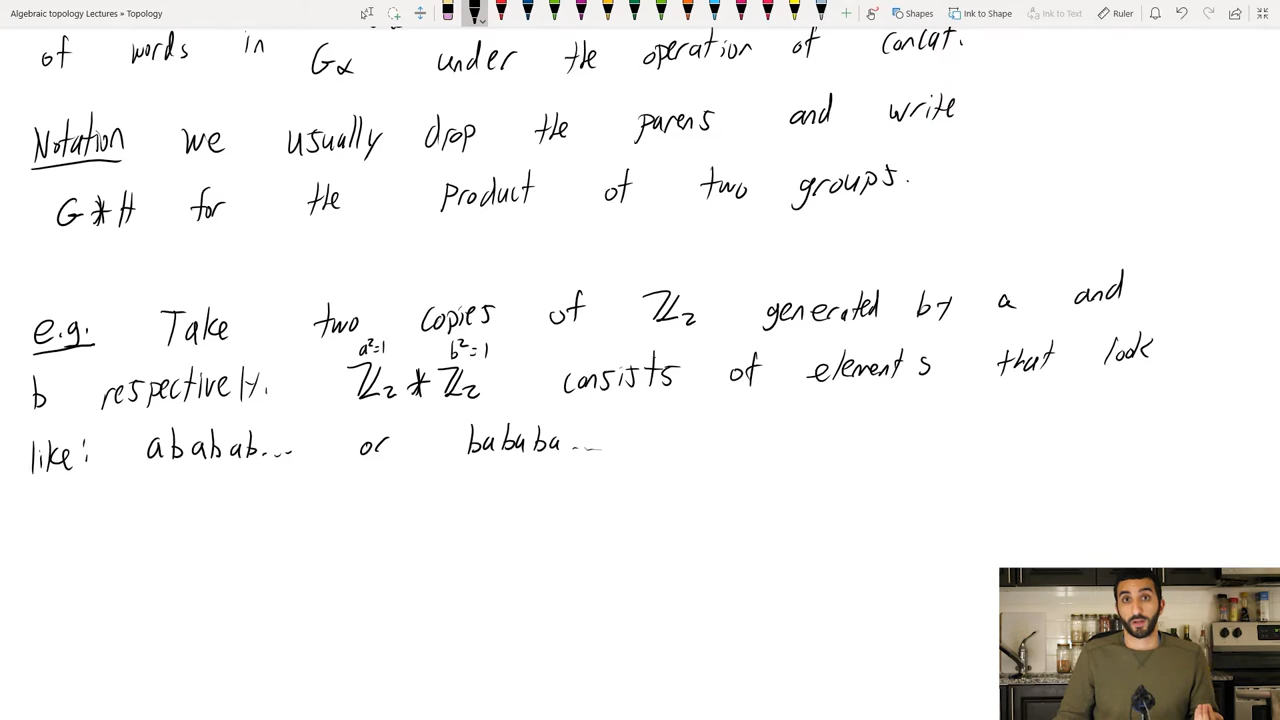 Algebraic topology Lectures – Topology
Shapes Ink to Shape Ink to Text Ruler
of words in Gα under the operation of concat.
Notation we usually drop the parens and write
G * H for the product of two groups.
e.g. Take two copies of ℤ₂ generated by a and
a²=1 b²=1
b respectively. ℤ₂ * ℤ₂ consists of elements that look
like: ababab... or bababa...